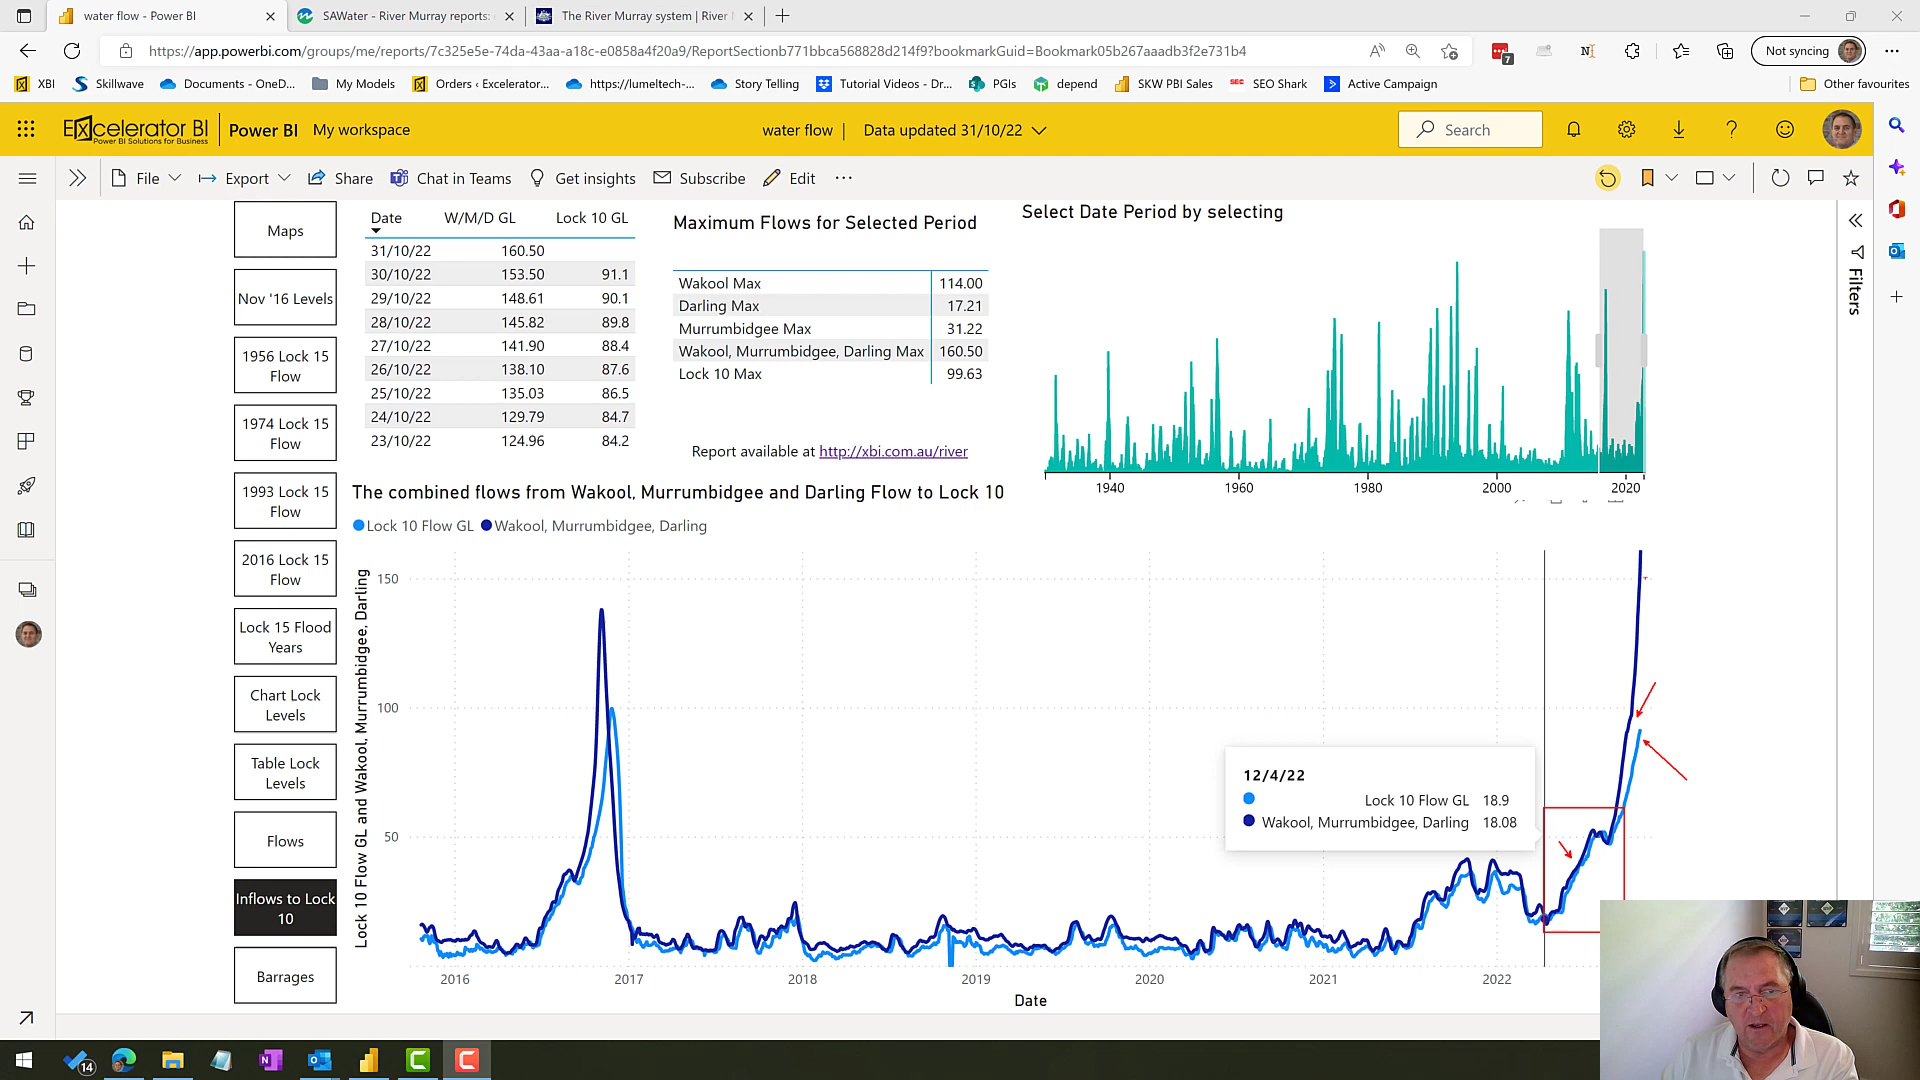 water flow - Power BI
SAWater - River Murray reports:
The River Murray system | River
https://app.powerbi.com/groups/me/reports/7c325e5e-74da-43aa-a18c-e0858a4f20a9/ReportSectionb771bbca568828d214f9?bookmarkGuid=Bookmark05b267aaadb3f2e731b4
7
Not syncing
XBI
Skillwave
Documents - OneD...
My Models
Orders ‹ Excelerator...
https://lumeltech-...
Story Telling
Tutorial Videos - Dr...
PGIs
depend
SKW PBI Sales
SEO Shark
Active Campaign
Other favourites
Excelerator BI
Power BI Solutions for Business
Power BI
My workspace
water flow
Data updated 31/10/22
Search
File
Export
Share
Chat in Teams
Get insights
Subscribe
Edit
Filters
Maps
Nov '16 Levels
1956 Lock 15
Flow
1974 Lock 15
Flow
1993 Lock 15
Flow
2016 Lock 15
Flow
Lock 15 Flood
Years
Chart Lock
Levels
Table Lock
Levels
Flows
Inflows to Lock
10
Barrages
Date W/M/D GL Lock 10 GL
31/10/22 160.50
30/10/22 153.50 91.1
29/10/22 148.61 90.1
28/10/22 145.82 89.8
27/10/22 141.90 88.4
26/10/22 138.10 87.6
25/10/22 135.03 86.5
24/10/22 129.79 84.7
23/10/22 124.96 84.2
Maximum Flows for Selected Period
Wakool Max 114.00
Darling Max 17.21
Murrumbidgee Max 31.22
Wakool, Murrumbidgee, Darling Max 160.50
Lock 10 Max 99.63
Report available at http://xbi.com.au/river
Select Date Period by selecting
1940 1960 1980 2000 2020
The combined flows from Wakool, Murrumbidgee and Darling Flow to Lock 10
Lock 10 Flow GL Wakool, Murrumbidgee, Darling
Lock 10 Flow GL and Wakool, Murrumbidgee, Darling
150
100
50
12/4/22
Lock 10 Flow GL 18.9
Wakool, Murrumbidgee, Darling 18.08
2016 2017 2018 2019 2020 2021 2022
Date
14